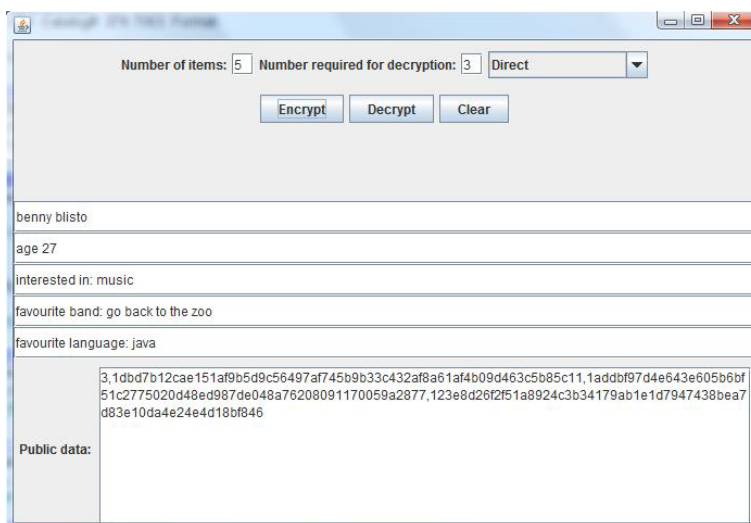 Number of items: 5 Number required for decryption: 3 Direct
Encrypt Decrypt Clear
benny blisto
age 27
interested in: music
favourite band: go back to the zoo
favourite language: java
3,1dbd7b12cae151af9b5d9c56497af745b9b33c432af8a61af4b09d463c5b85c11,1addbf97d4e643e605b6bf
51c2775020d48ed987de048a76208091170059a2877,123e8d26f2f51a8924c3b34179ab1e1d7947438bea7
d83e10da4e24e4d18bf846
Public data: